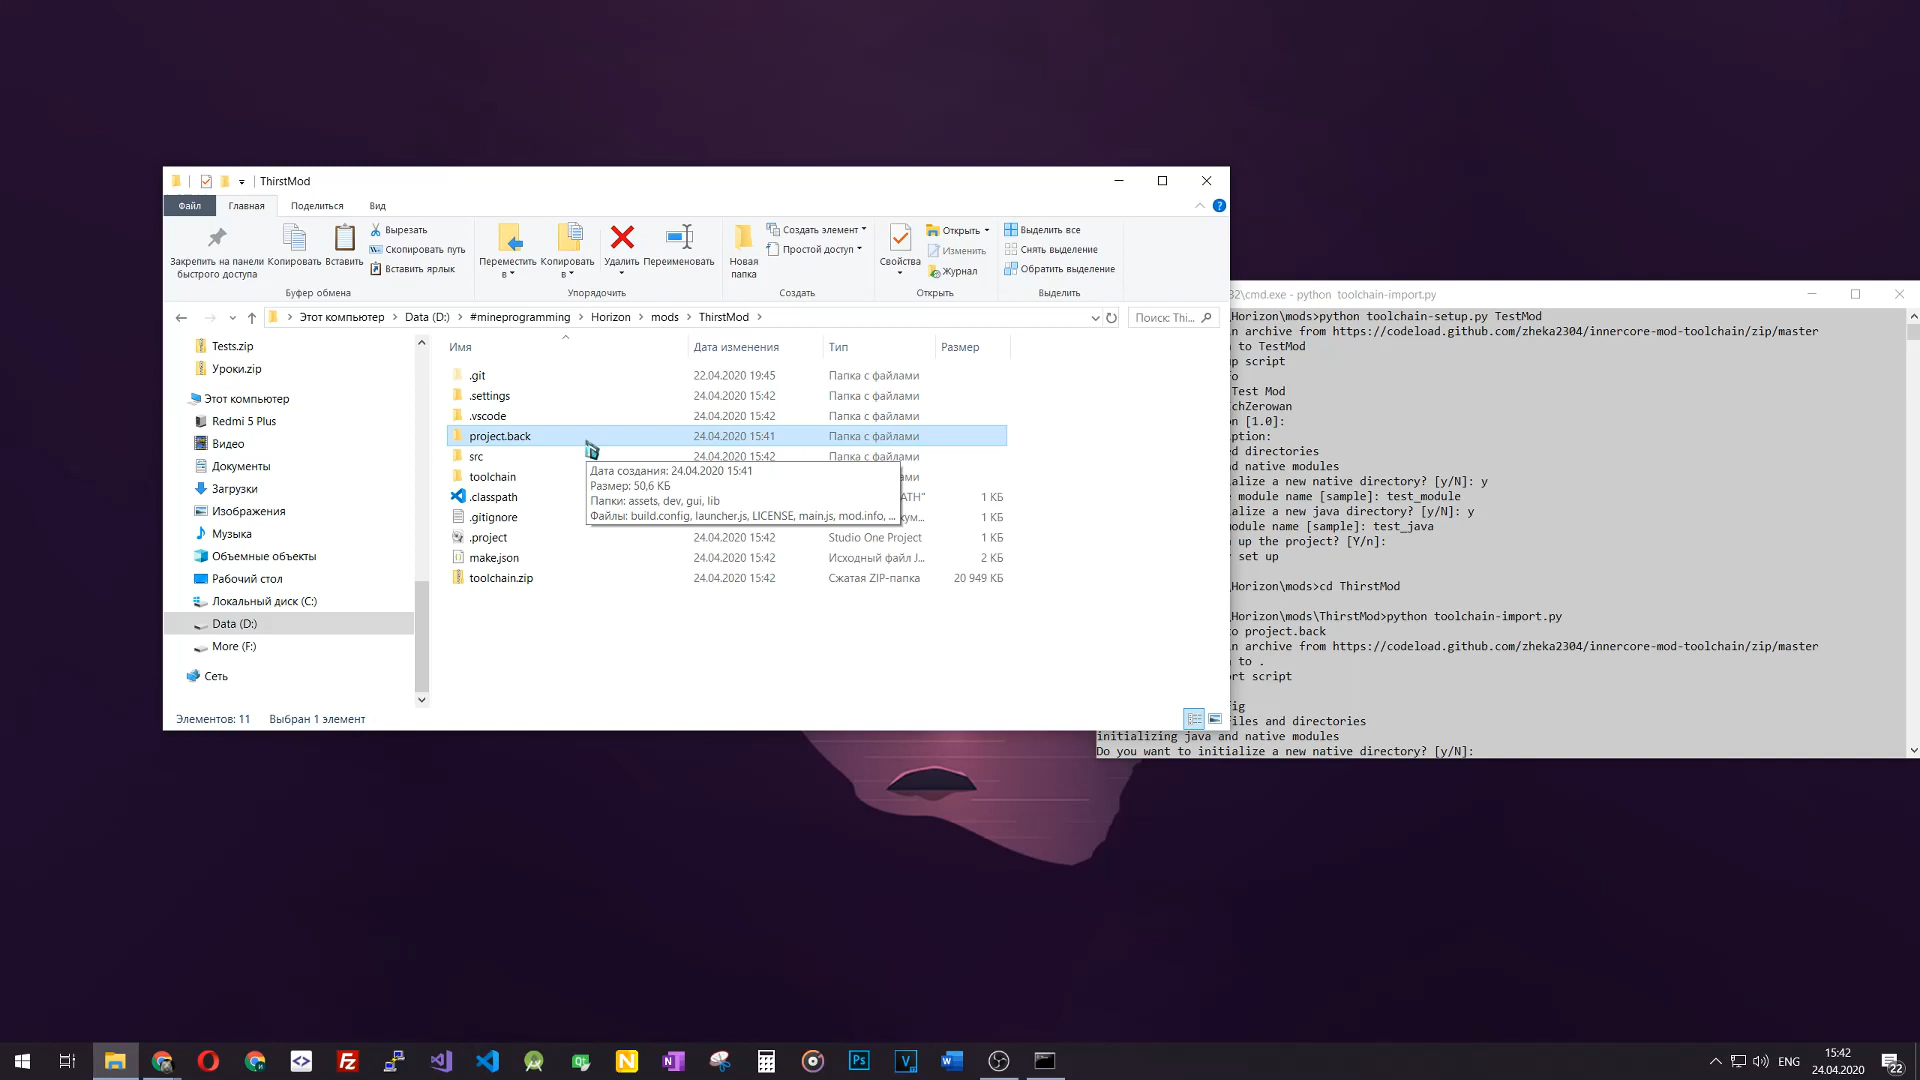 ThirstMod
Файл
Главная
Поделиться
Вид
Закрепить на панели
быстрого доступа
Копировать
Вставить
Вырезать
Скопировать путь
Вставить ярлык
Буфер обмена
Переместить
в
Копировать
в
Удалить
Переименовать
Упорядочить
Новая
папка
Создать элемент
Простой доступ
Создать
Свойства
Открыть
Изменить
Журнал
Открыть
Выделить все
Снять выделение
Обратить выделение
Выделить
Этот компьютер
Data (D:)
#mineprogramming
Horizon
mods
ThirstMod
Поиск: Thi...
Tests.zip
Уроки.zip
Этот компьютер
Redmi 5 Plus
Видео
Документы
Загрузки
Изображения
Музыка
Объемные объекты
Рабочий стол
Локальный диск (C:)
Data (D:)
More (F:)
Сеть
Имя Дата изменения Тип Размер
.git 22.04.2020 19:45 Папка с файлами
.settings 24.04.2020 15:42 Папка с файлами
.vscode 24.04.2020 15:42 Папка с файлами
project.back 24.04.2020 15:41 Папка с файлами
src 24.04.2020 15:42 Папка с файлами
toolchain ами
.classpath ATH" 1 КБ
.gitignore кум... 1 КБ
.project 24.04.2020 15:42 Studio One Project 1 КБ
make.json 24.04.2020 15:42 Исходный файл J... 2 КБ
toolchain.zip 24.04.2020 15:42 Сжатая ZIP-папка 20 949 КБ
Дата создания: 24.04.2020 15:41
Размер: 50,6 КБ
Папки: assets, dev, gui, lib
Файлы: build.config, launcher.js, LICENSE, main.js, mod.info, ...
Элементов: 11 Выбран 1 элемент
32\cmd.exe - python toolchain-import.py
Horizon\mods>python toolchain-setup.py TestMod
n archive from https://codeload.github.com/zheka2304/innercore-mod-toolchain/zip/master
n to TestMod
p script
fo
Test Mod
chZerowan
on [1.0]:
ption:
ed directories
and native modules
alize a new native directory? [y/N]: y
e module name [sample]: test_module
alize a new java directory? [y/N]: y
module name [sample]: test_java
n up the project? [Y/n]:
y set up
\Horizon\mods>cd ThirstMod
\Horizon\mods\ThirstMod>python toolchain-import.py
o project.back
n archive from https://codeload.github.com/zheka2304/innercore-mod-toolchain/zip/master
n to .
rt script
ig
files and directories
initializing java and native modules
Do you want to initialize a new native directory? [y/N]:
ENG
15:42
24.04.2020
22